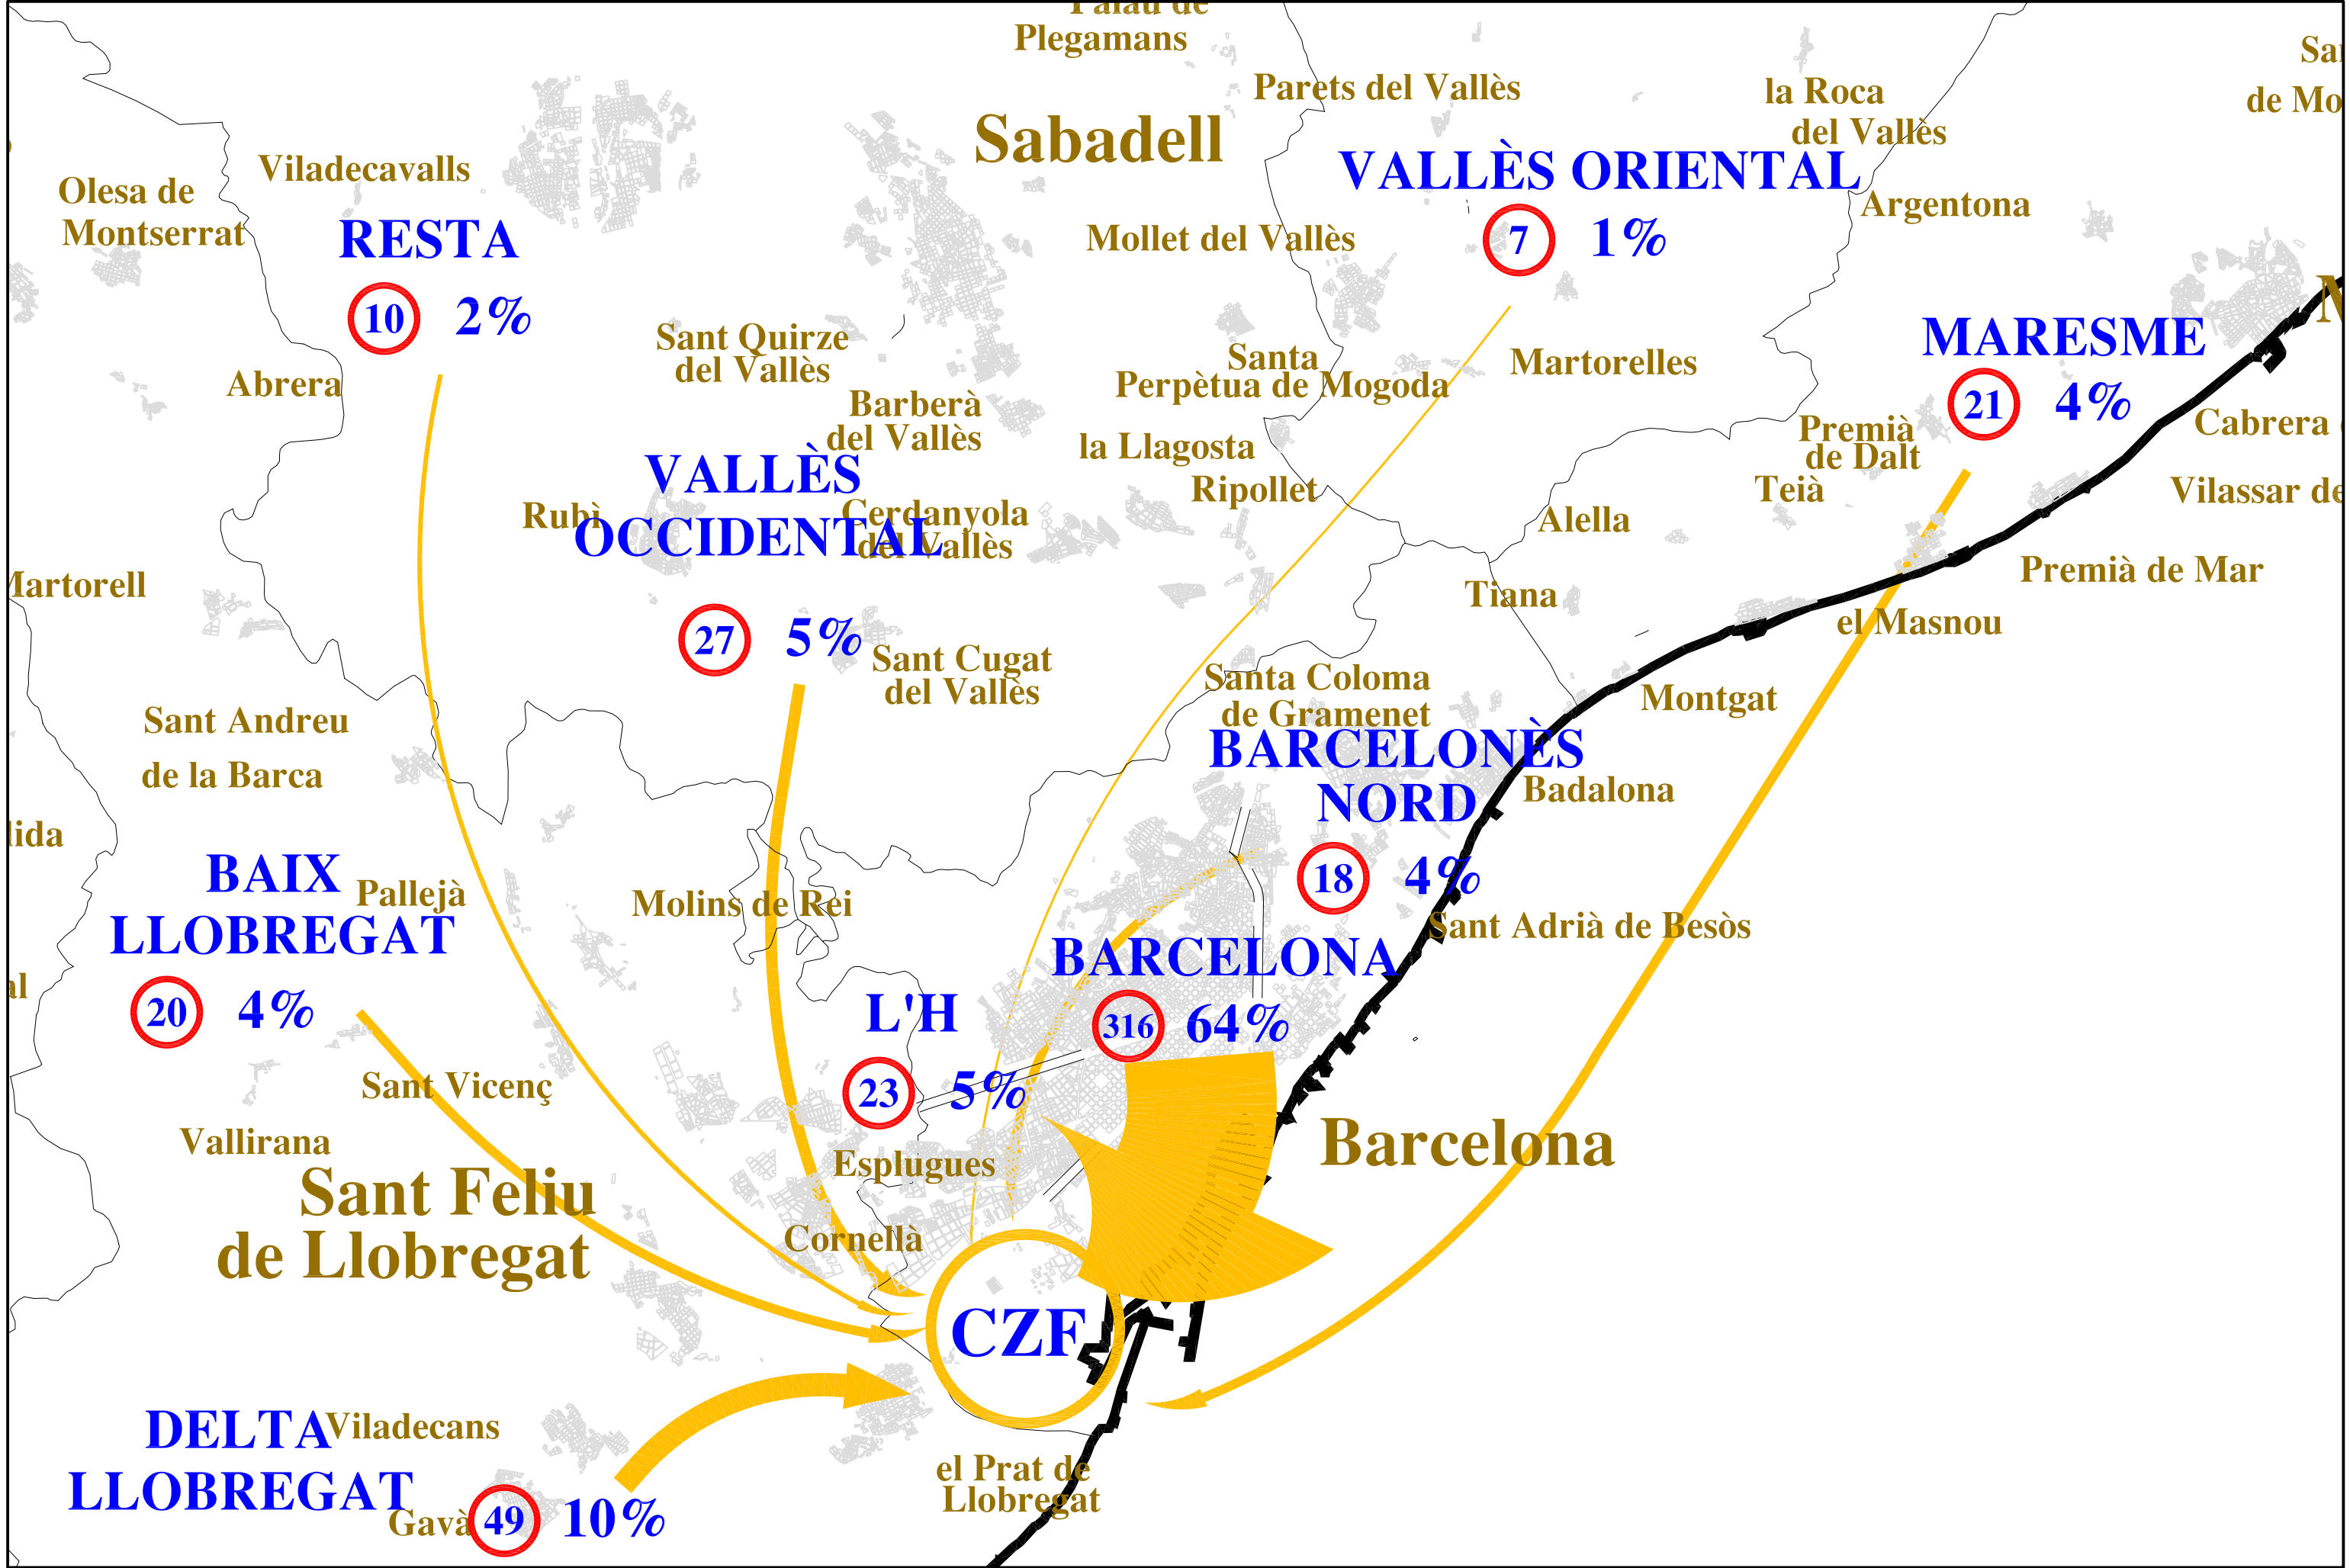 Palau de
Plegamans
Sabadell
Parets del Vallès
la Roca
del Vallès
VALLÈS ORIENTAL
7 1%
Argentona
Viladecavalls
Olesa de
Montserrat
RESTA
10 2%
Abrera
Mollet del Vallès
Sant Quirze
del Vallès
Santa
Perpètua de Mogoda
Martorelles
MARESME
21 4%
Cabrera
Barberà
del Vallès
la Llagosta
Ripollet
Premià
de Dalt
Teià
Vilassar de
VALLÈS
OCCIDENTAL
27 5%
Rubì
Cerdanyola
del Vallès
Alella
Tiana
Premià de Mar
el Masnou
Martorell
Sant Cugat
del Vallès
Santa Coloma
de Gramenet
Montgat
Sant Andreu
de la Barca
BARCELONÈS
NORD
18 4%
Badalona
BAIX
LLOBREGAT
20 4%
Pallejà
Molins de Rei
Sant Adrià de Besòs
BARCELONA
316 64%
L'H
23 5%
Sant Vicenç
Vallirana
Esplugues
Barcelona
Sant Feliu
de Llobregat
Cornellà
CZF
DELTA
LLOBREGAT
49 10%
Viladecans
Gavà
el Prat de
Llobregat